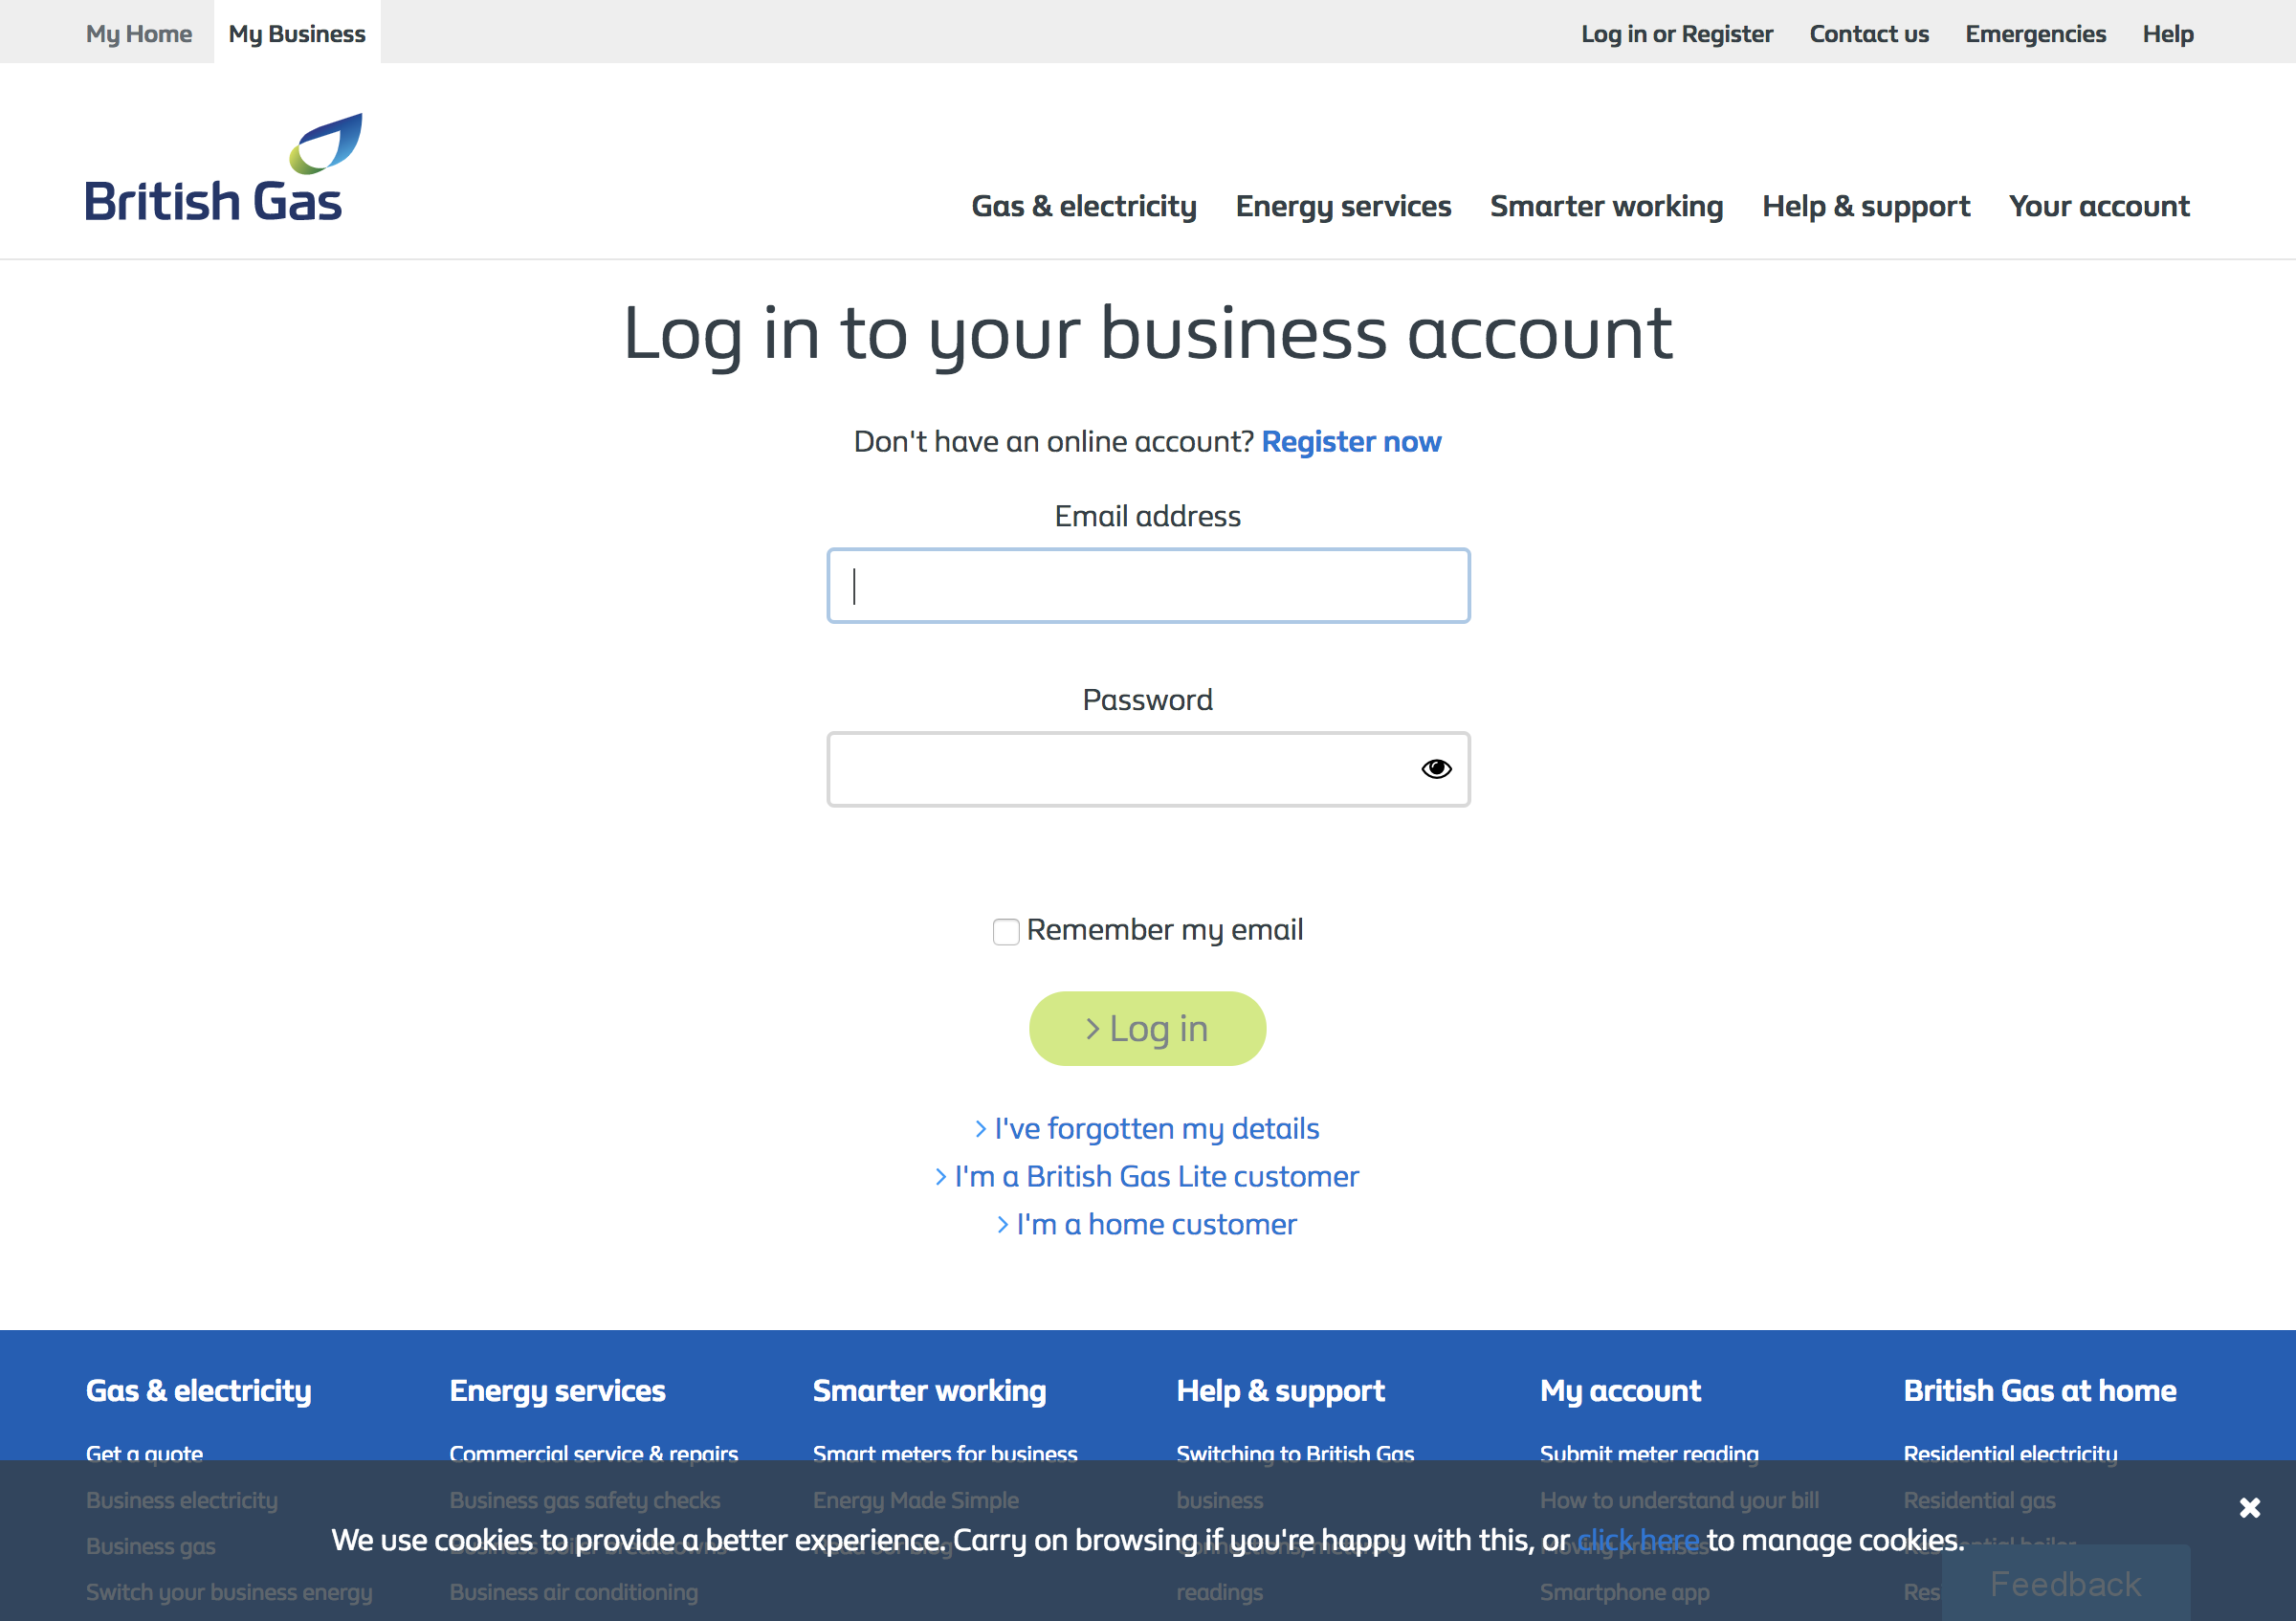 My Home My Business Log in or Register Contact us Emergencies Help
British Gas
Gas & electricity Energy services Smarter working Help & support Your account
Log in to your business account
Don't have an online account? Register now
Email address
Password
Remember my email
Log in
I've forgotten my details
I'm a British Gas Lite customer
I'm a home customer
Gas & electricity Energy services Smarter working Help & support My account British Gas at home
Get a quote Commercial service & repairs Smart meters for business Switching to British Gas Submit meter reading Residential electricity
Business electricity Business gas safety checks Energy Made Simple business How to understand your bill Residential gas
We use cookies to provide a better experience. Carry on browsing if you're happy with this, or click here to manage cookies.
Business gas Moving premises
Switch your business energy Business air conditioning readings Smartphone app
Feedback